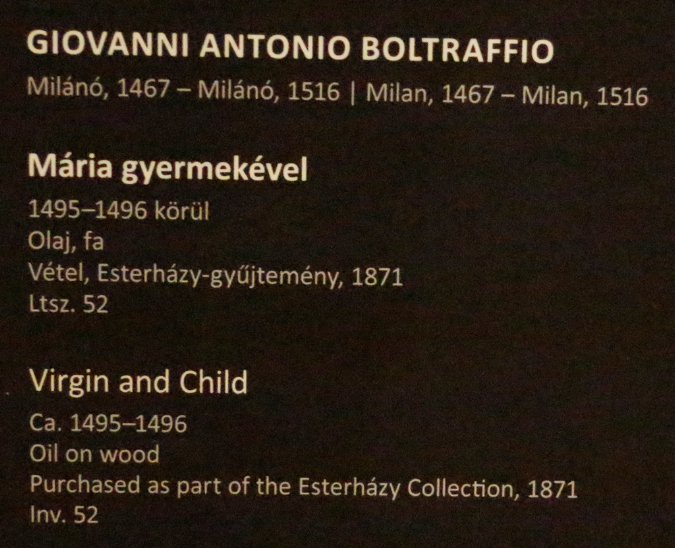 GIOVANNI ANTONIO BOLTRAFFIO
Milánó, 1467 – Milánó, 1516 | Milan, 1467 – Milan, 1516
Mária gyermekével
1495–1496 körül
Olaj, fa
Vétel, Esterházy-gyűjtemény, 1871
Ltsz. 52
Virgin and Child
Ca. 1495–1496
Oil on wood
Purchased as part of the Esterházy Collection, 1871
Inv. 52